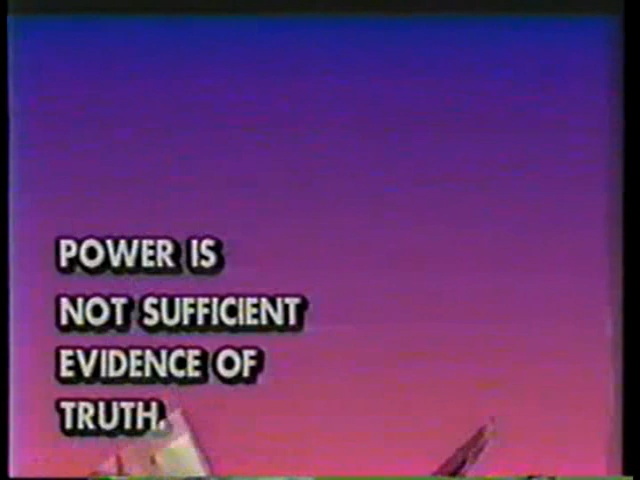 POWER IS
NOT SUFFICIENT
EVIDENCE OF
TRUTH.